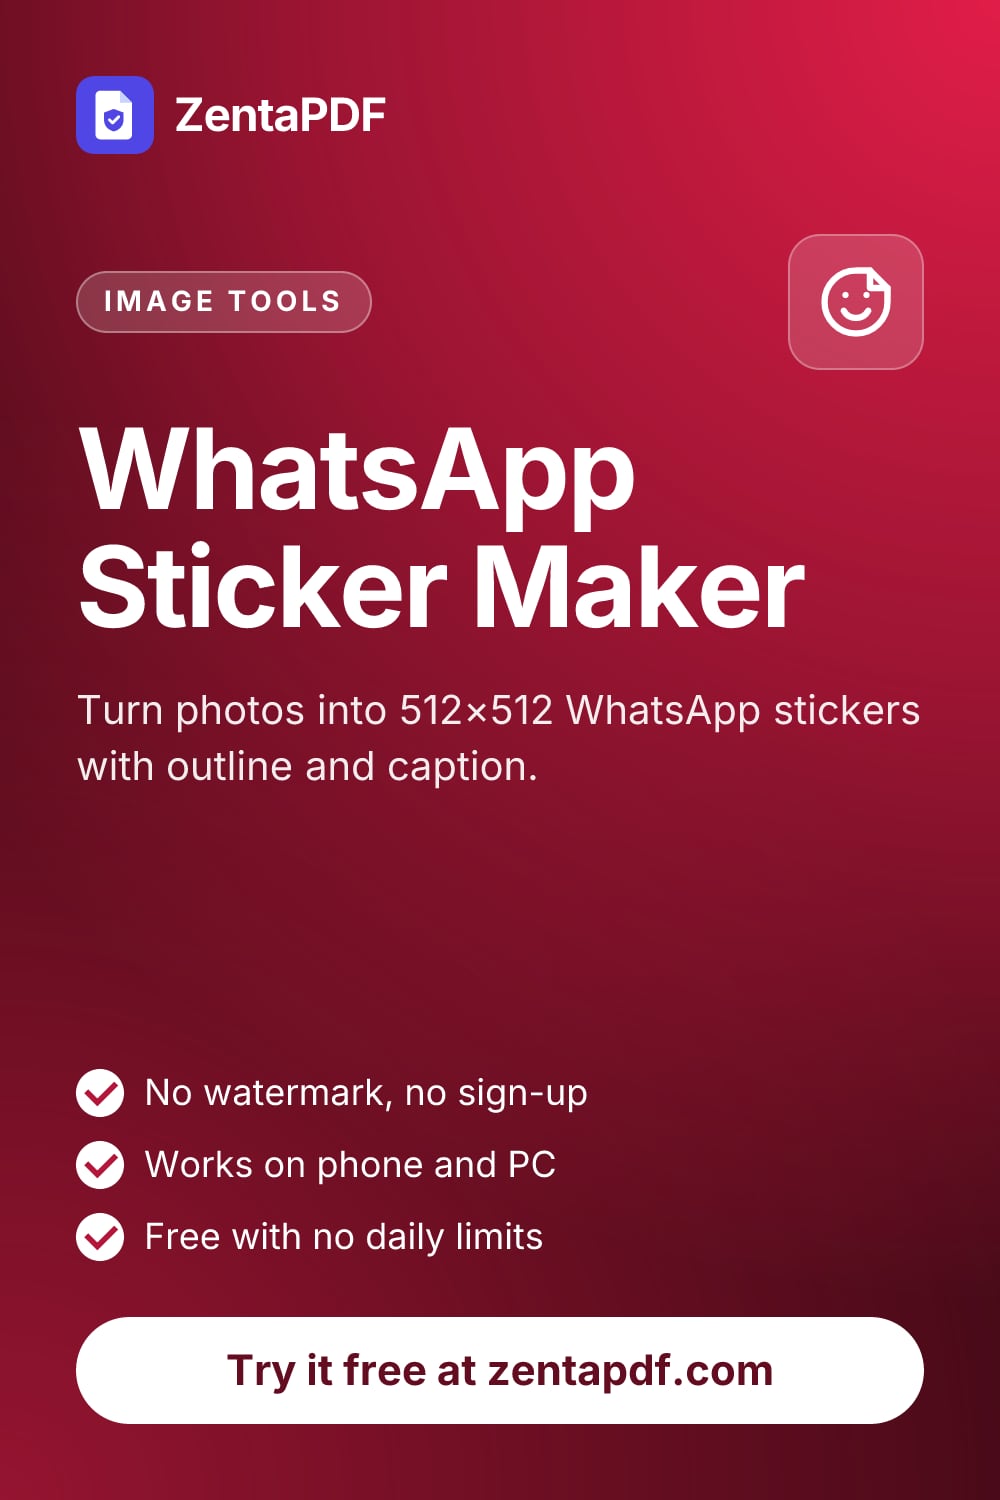 ZentaPDF
IMAGE TOOLS
WhatsApp
Sticker Maker
Turn photos into 512×512 WhatsApp stickers
with outline and caption.
No watermark, no sign-up
Works on phone and PC
Free with no daily limits
Try it free at zentapdf.com